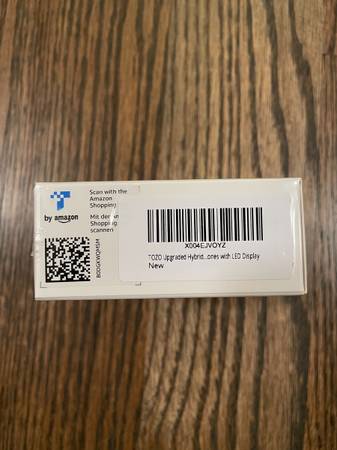 by amazon
Scan with the
Amazon
Shopping
Mit der Am
Shopping
scannen
X004EJVOYZ
TOZO Upgraded Hybrid...ones with LED Display
New